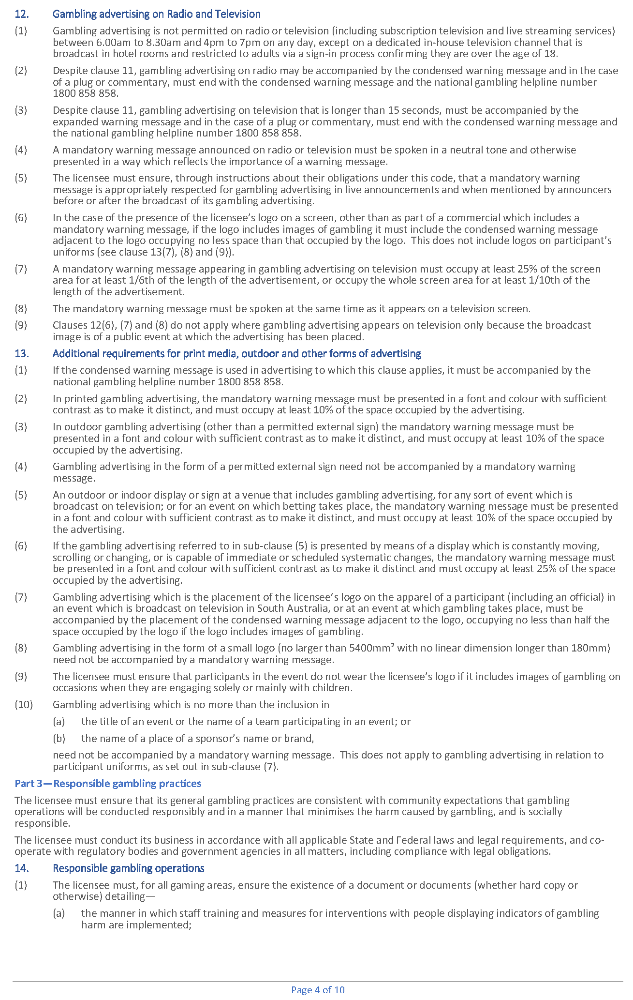 12. Gambling advertising on Radio and Television
(1) Gambling advertising is not permitted on radio or television (including subscription television and live streaming services)
between 6.00am to 8.30am and 4pm to 7pm on any day, except on a dedicated in-house television channel that is
broadcast in hotel rooms and restricted to adults via a sign-in process confirming they are over the age of 18.
(2) Despite clause 11, gambling advertising on radio may be accompanied by the condensed warning message and in the case
of a plug or commentary, must end with the condensed warning message and the national gambling helpline number
1800 858 858.
(3) Despite clause 11, gambling advertising on television that is longer than 15 seconds, must be accompanied by the
expanded warning message and in the case of a plug or commentary, must end with the condensed warning message and
the national gambling helpline number 1800 858 858.
(4) A mandatory warning message announced on radio or television must be spoken in a neutral tone and otherwise
presented in a way which reflects the importance of a warning message.
(5) The licensee must ensure, through instructions about their obligations under this code, that a mandatory warning
message is appropriately respected for gambling advertising in live announcements and when mentioned by announcers
before or after the broadcast of its gambling advertising.
(6) In the case of the presence of the licensee’s logo on a screen, other than as part of a commercial which includes a
mandatory warning message, if the logo includes images of gambling it must include the condensed warning message
adjacent to the logo occupying no less space than that occupied by the logo.  This does not include logos on participant’s
uniforms (see clause 13(7), (8) and (9)).
(7) A mandatory warning message appearing in gambling advertising on television must occupy at least 25% of the screen
area for at least 1/6th of the length of the advertisement, or occupy the whole screen area for at least 1/10th of the
length of the advertisement.
(8) The mandatory warning message must be spoken at the same time as it appears on a television screen.
(9) Clauses 12(6), (7) and (8) do not apply where gambling advertising appears on television only because the broadcast
image is of a public event at which the advertising has been placed.
13. Additional requirements for print media, outdoor and other forms of advertising
(1) If the condensed warning message is used in advertising to which this clause applies, it must be accompanied by the
national gambling helpline number 1800 858 858.
(2) In printed gambling advertising, the mandatory warning message must be presented in a font and colour with sufficient
contrast as to make it distinct, and must occupy at least 10% of the space occupied by the advertising.
(3) In outdoor gambling advertising (other than a permitted external sign) the mandatory warning message must be
presented in a font and colour with sufficient contrast as to make it distinct, and must occupy at least 10% of the space
occupied by the advertising.
(4) Gambling advertising in the form of a permitted external sign need not be accompanied by a mandatory warning
message.
(5) An outdoor or indoor display or sign at a venue that includes gambling advertising, for any sort of event which is
broadcast on television; or for an event on which betting takes place, the mandatory warning message must be presented
in a font and colour with sufficient contrast as to make it distinct, and must occupy at least 10% of the space occupied by
the advertising.
(6) If the gambling advertising referred to in sub-clause (5) is presented by means of a display which is constantly moving,
scrolling or changing, or is capable of immediate or scheduled systematic changes, the mandatory warning message must
be presented in a font and colour with sufficient contrast as to make it distinct and must occupy at least 25% of the space
occupied by the advertising.
(7) Gambling advertising which is the placement of the licensee’s logo on the apparel of a participant (including an official) in
an event which is broadcast on television in South Australia, or at an event at which gambling takes place, must be
accompanied by the placement of the condensed warning message adjacent to the logo, occupying no less than half the
space occupied by the logo if the logo includes images of gambling.
(8) Gambling advertising in the form of a small logo (no larger than 5400mm² with no linear dimension longer than 180mm)
need not be accompanied by a mandatory warning message.
(9) The licensee must ensure that participants in the event do not wear the licensee’s logo if it includes images of gambling on
occasions when they are engaging solely or mainly with children.
(10) Gambling advertising which is no more than the inclusion in –
(a) the title of an event or the name of a team participating in an event; or
(b) the name of a place of a sponsor’s name or brand,
need not be accompanied by a mandatory warning message.  This does not apply to gambling advertising in relation to
participant uniforms, as set out in sub-clause (7).
Part 3—Responsible gambling practices
The licensee must ensure that its general gambling practices are consistent with community expectations that gambling
operations will be conducted responsibly and in a manner that minimises the harm caused by gambling, and is socially
responsible.
The licensee must conduct its business in accordance with all applicable State and Federal laws and legal requirements, and co-
operate with regulatory bodies and government agencies in all matters, including compliance with legal obligations.
14. Responsible gambling operations
(1) The licensee must, for all gaming areas, ensure the existence of a document or documents (whether hard copy or
otherwise) detailing—
(a) the manner in which staff training and measures for interventions with people displaying indicators of gambling
harm are implemented;
Page 4 of 10